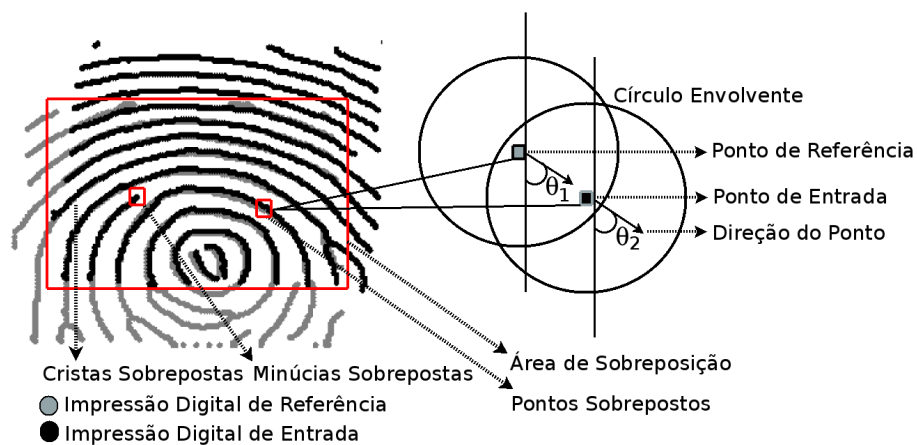 Círculo Envolvente
Ponto de Referência
θ1
Ponto de Entrada
θ2
Direção do Ponto
Área de Sobreposição
Cristas Sobrepostas
Minúcias Sobrepostas
Pontos Sobrepostos
Impressão Digital de Referência
Impressão Digital de Entrada